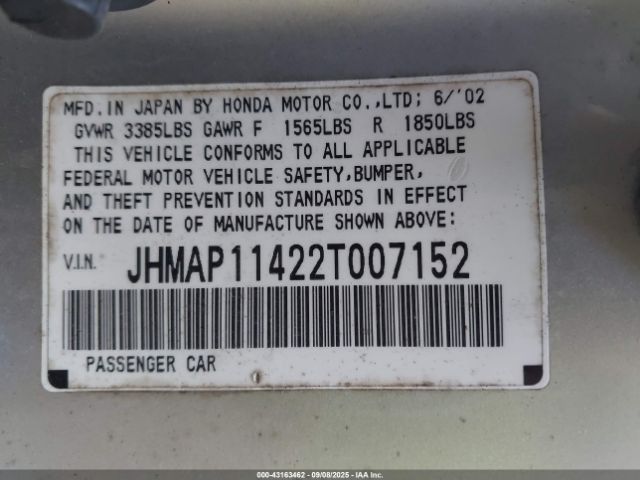 MFD. IN JAPAN BY HONDA MOTOR CO.,LTD; 6/'02
GVWR 3385LBS GAWR F 1565LBS R 1850LBS
THIS VEHICLE CONFORMS TO ALL APPLICABLE
FEDERAL MOTOR VEHICLE SAFETY,BUMPER,
AND THEFT PREVENTION STANDARDS IN EFFECT
ON THE DATE OF MANUFACTURE SHOWN ABOVE:
V.I.N. JHMAP11422T007152
PASSENGER CAR
000-43163462 - 09/08/2025 - IAAI.COM